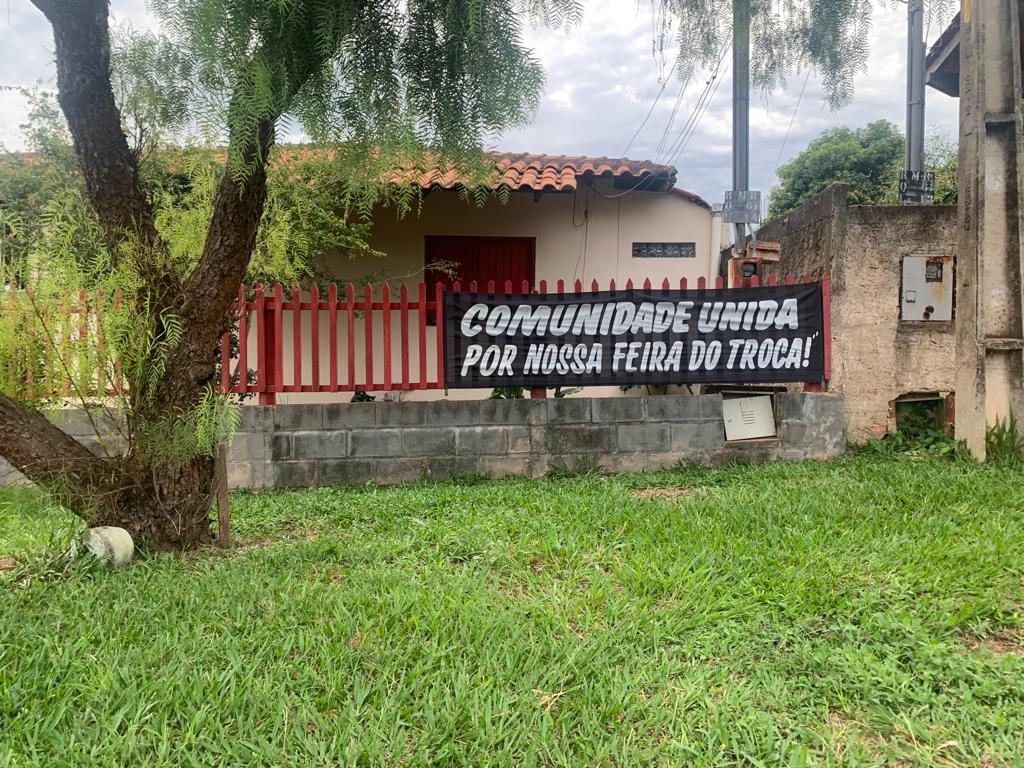 COMUNIDADE UNIDA
POR NOSSA FEIRA DO TROCA!